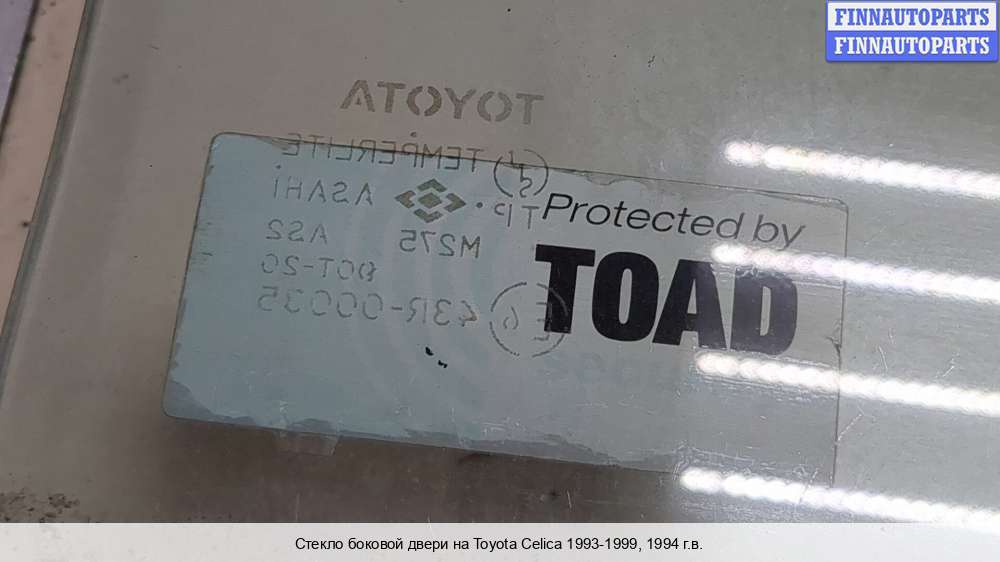 FINNAUTOPARTS
FINNAUTOPARTS
TOYOTA
TEMPERLITE
ASAHI
TP
M275 AS2
DOT-20
43R-00035
Protected by
TOAD
Стекло боковой двери на Toyota Celica 1993-1999, 1994 г.в.